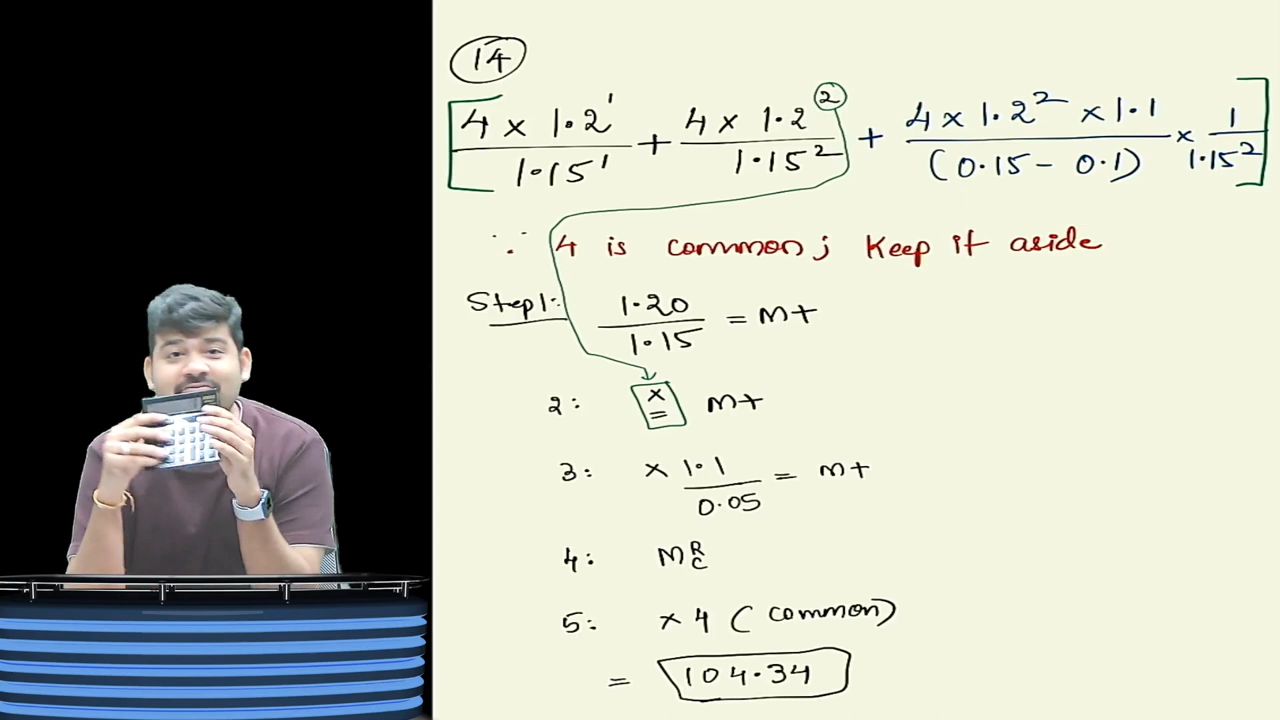 14
[ 4 × 1.2¹ / 1.15¹ + 4 × 1.2² / 1.15² + 4 × 1.2² × 1.1 / (0.15 - 0.1) × 1 / 1.15² ]
∵ 4 is common; Keep it aside
Step 1: 1.20 / 1.15 = m+
2: × = m+
3: × 1.1 / 0.05 = m+
4: MRC
5: × 4 (common)
= 104.34